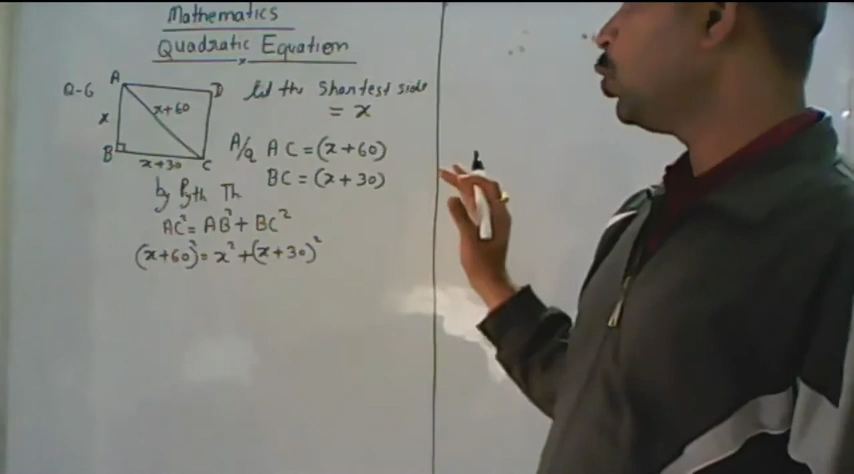 Mathematics
Quadratic Equation
Q-6
A
D
x
x+60
B
x+30
C
let the Shortest side
= x
A/Q AC = (x+60)
BC = (x+30)
by Pyth Th
AC² = AB² + BC²
(x+60)² = x² + (x+30)²